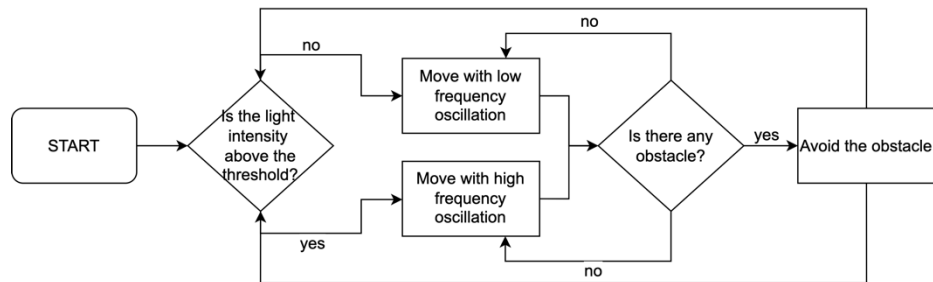 START
Is the light
intensity
above the
threshold?
no
yes
Move with low
frequency
oscillation
Move with high
frequency
oscillation
no
Is there any
obstacle?
no
yes
Avoid the obstacle